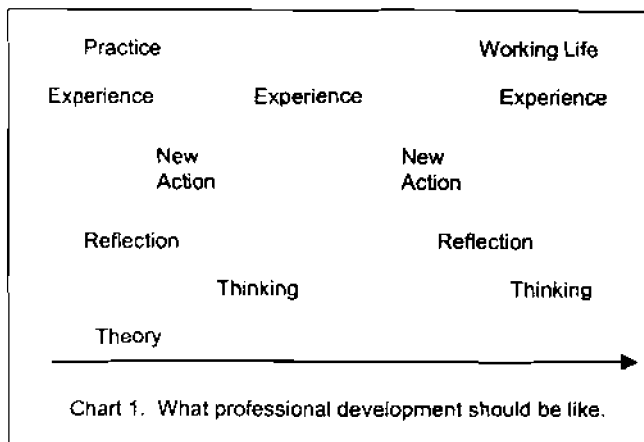 Practice Working Life
Experience Experience Experience
New New
Action Action
Reflection Reflection
Thinking Thinking
Theory
Chart 1. What professional development should be like.